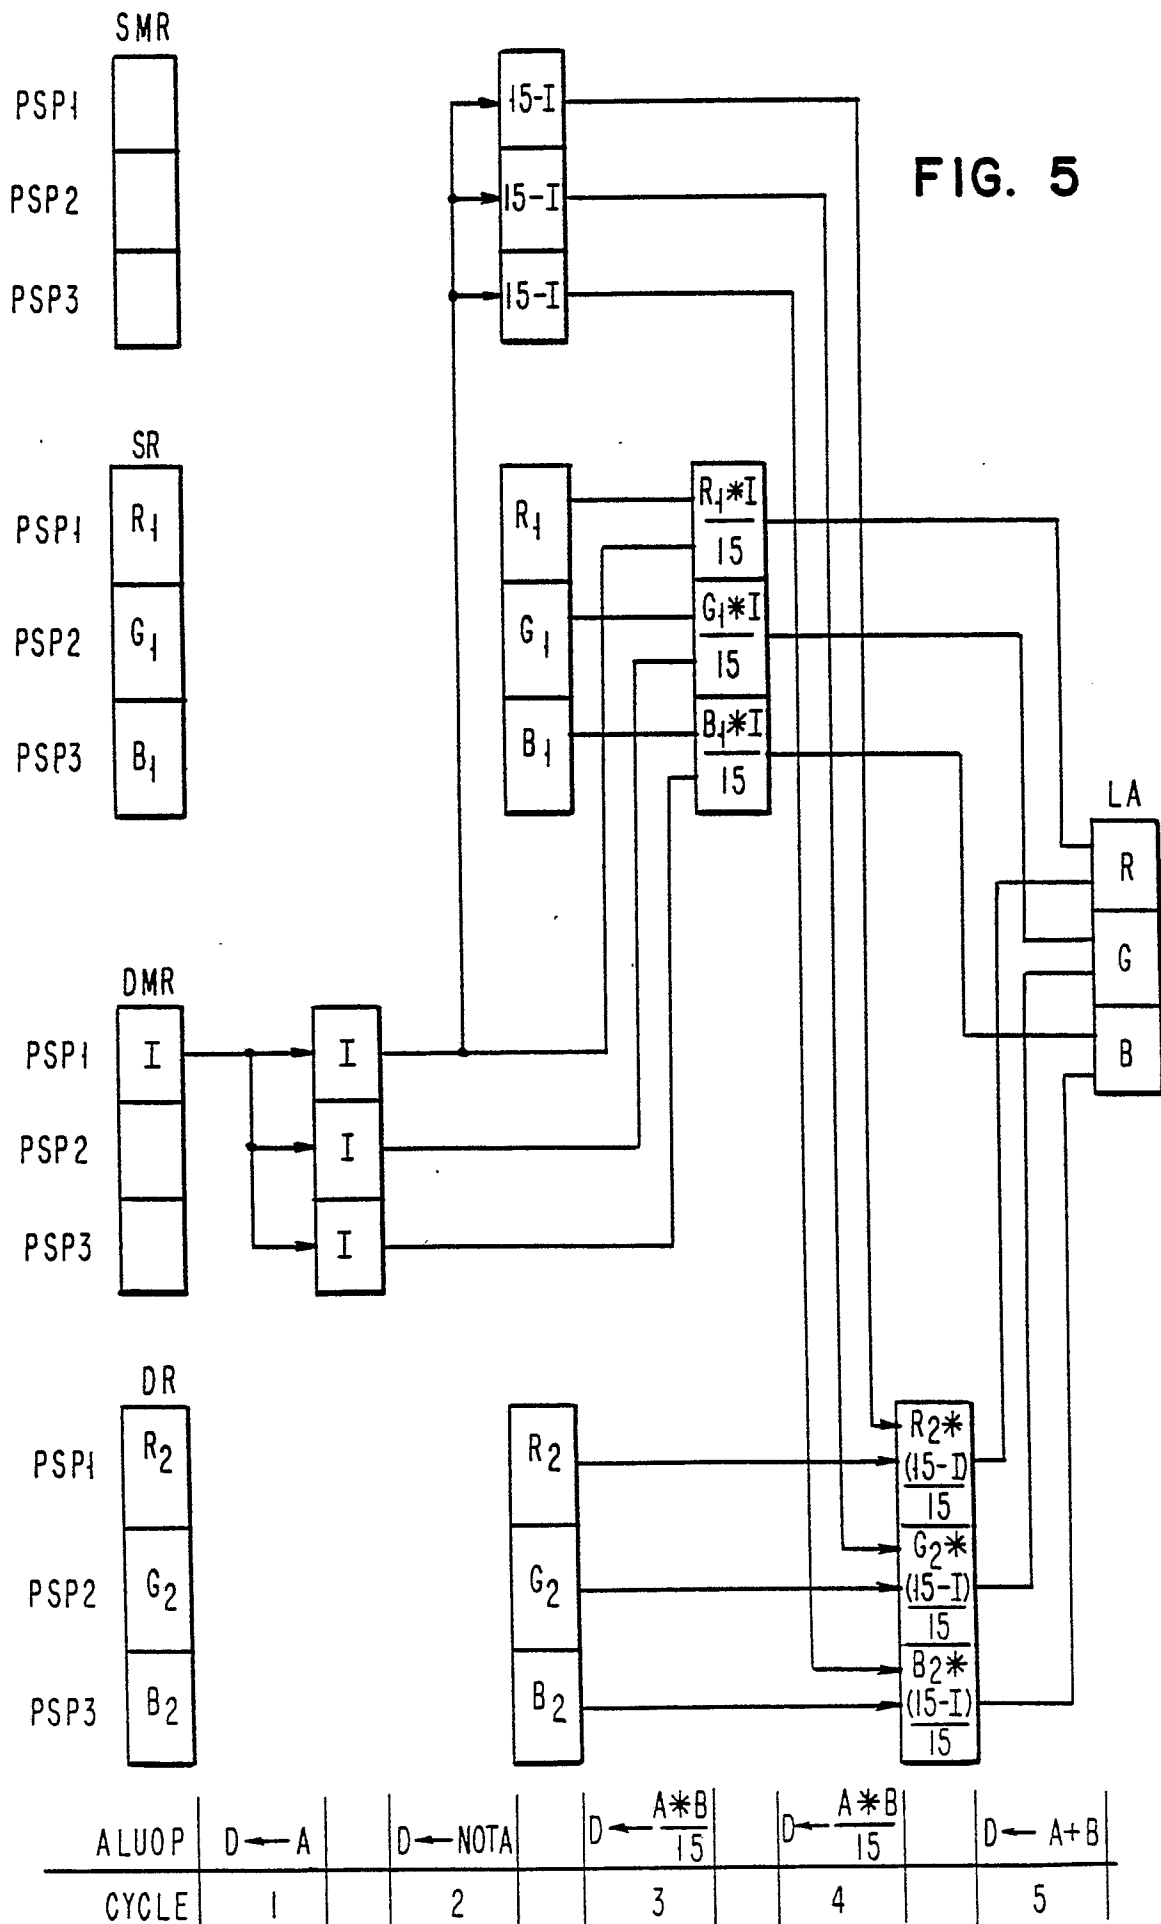 SMR
PSP1
15-I
FIG. 5
PSP2
15-I
PSP3
15-I
SR
PSP1
R1
R1
R1*I
15
PSP2
G1
G1
G1*I
15
PSP3
B1
B1
B1*I
15
LA
R
G
B
DMR
PSP1
I
I
PSP2
I
PSP3
I
DR
PSP1
R2
R2
R2*
(15-I)
15
PSP2
G2
G2
G2*
(15-I)
15
PSP3
B2
B2
B2*
(15-I)
15
ALUOP D←A D←NOTA D←A*B/15 D←A*B/15 D←A+B
CYCLE 1 2 3 4 5